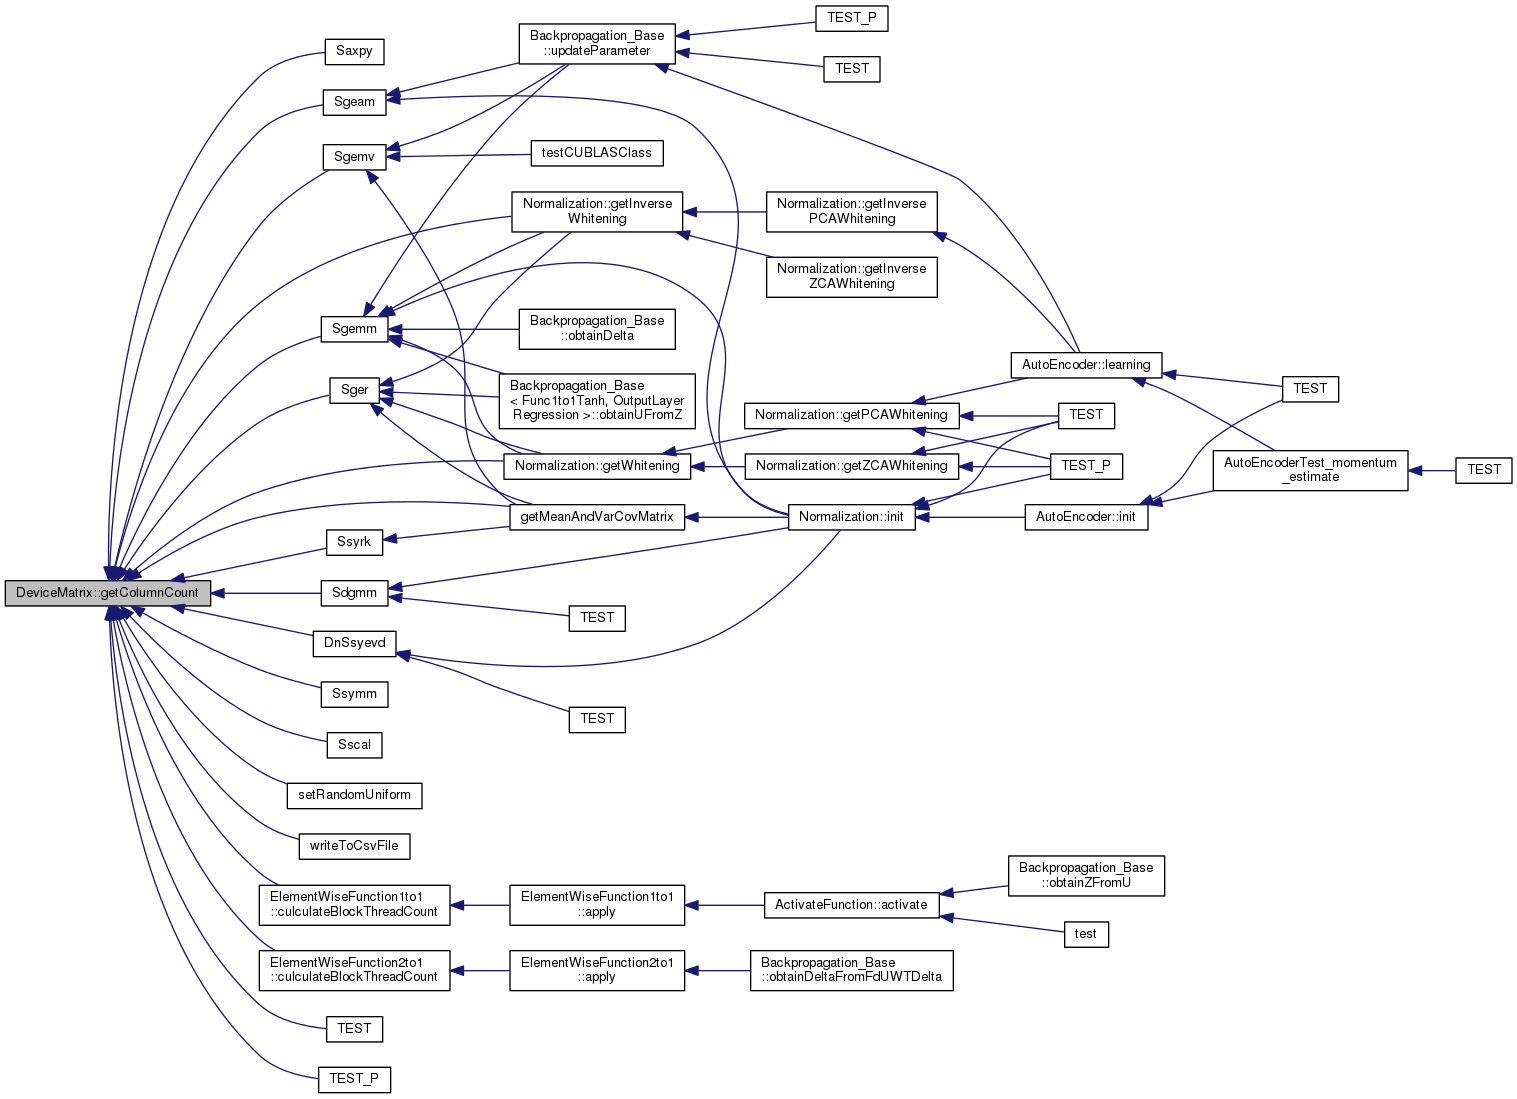 DeviceMatrix::getColumnCount
Saxpy
Sgeam
Sgemv
Sgemm
Sger
Ssyrk
Sdgmm
DnSsyevd
Ssymm
Sscal
setRandomUniform
writeToCsvFile
ElementWiseFunction1to1
::culculateBlockThreadCount
ElementWiseFunction2to1
::culculateBlockThreadCount
TEST
TEST_P
Backpropagation_Base
::updateParameter
testCUBLASClass
Normalization::getInverse
Whitening
Backpropagation_Base
::obtainDelta
Backpropagation_Base
< Func1to1Tanh, OutputLayer
Regression >::obtainUFromZ
Normalization::getWhitening
getMeanAndVarCovMatrix
TEST
TEST
ElementWiseFunction1to1
::apply
ElementWiseFunction2to1
::apply
TEST_P
TEST
Normalization::getInverse
PCAWhitening
Normalization::getInverse
ZCAWhitening
Normalization::getPCAWhitening
Normalization::getZCAWhitening
Normalization::init
ActivateFunction::activate
Backpropagation_Base
::obtainDeltaFromFdUWTDelta
AutoEncoder::learning
TEST
TEST_P
AutoEncoder::init
Backpropagation_Base
::obtainZFromU
test
TEST
AutoEncoderTest_momentum
_estimate
TEST